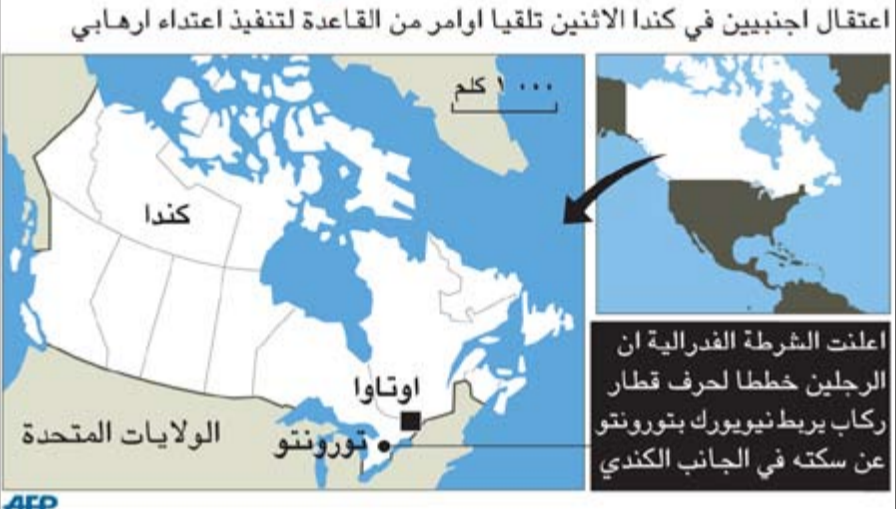 اعتقال اجنبيين في كندا الاثنين تلقيا اوامر من القاعدة لتنفيذ اعتداء ارهابي
١٠٠٠ كلم
كندا
اوتاوا
تورونتو
الولايات المتحدة
اعلنت الشرطة الفدرالية ان
الرجلين خططا لحرف قطار
ركاب يربط نيويورك بتورونتو
عن سكته في الجانب الكندي
AFP